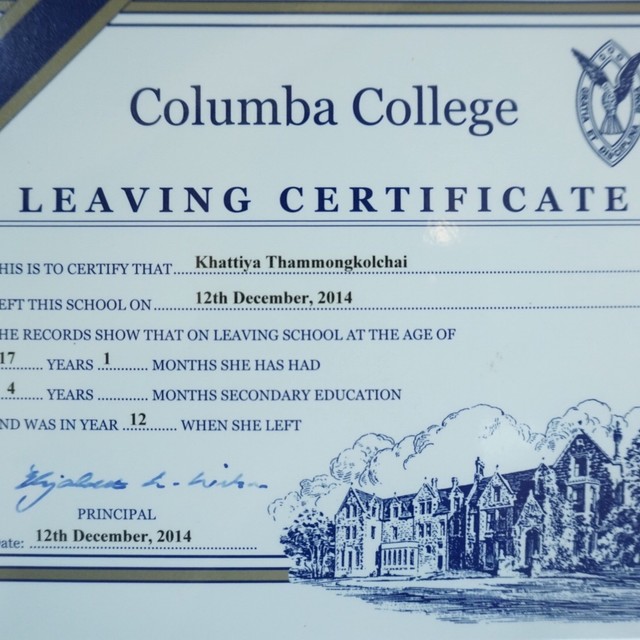 Columba College
LEAVING CERTIFICATE
HIS IS TO CERTIFY THAT Khattiya Thammongkolchai
EFT THIS SCHOOL ON 12th December, 2014
HE RECORDS SHOW THAT ON LEAVING SCHOOL AT THE AGE OF
17 YEARS 1 MONTHS SHE HAS HAD
4 YEARS MONTHS SECONDARY EDUCATION
ND WAS IN YEAR 12 WHEN SHE LEFT
PRINCIPAL
Date: 12th December, 2014